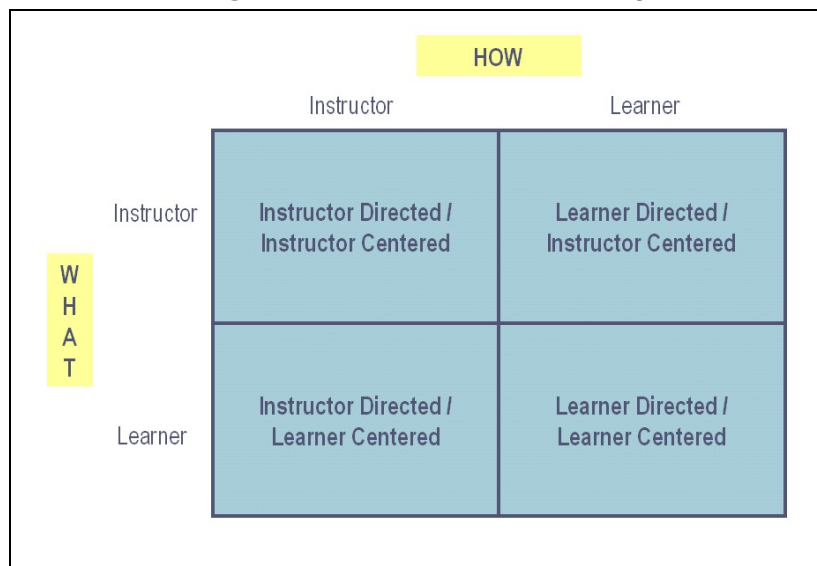 HOW
Instructor
Learner
Instructor
Instructor Directed /
Instructor Centered
Learner Directed /
Instructor Centered
W
H
A
T
Learner
Instructor Directed /
Learner Centered
Learner Directed /
Learner Centered